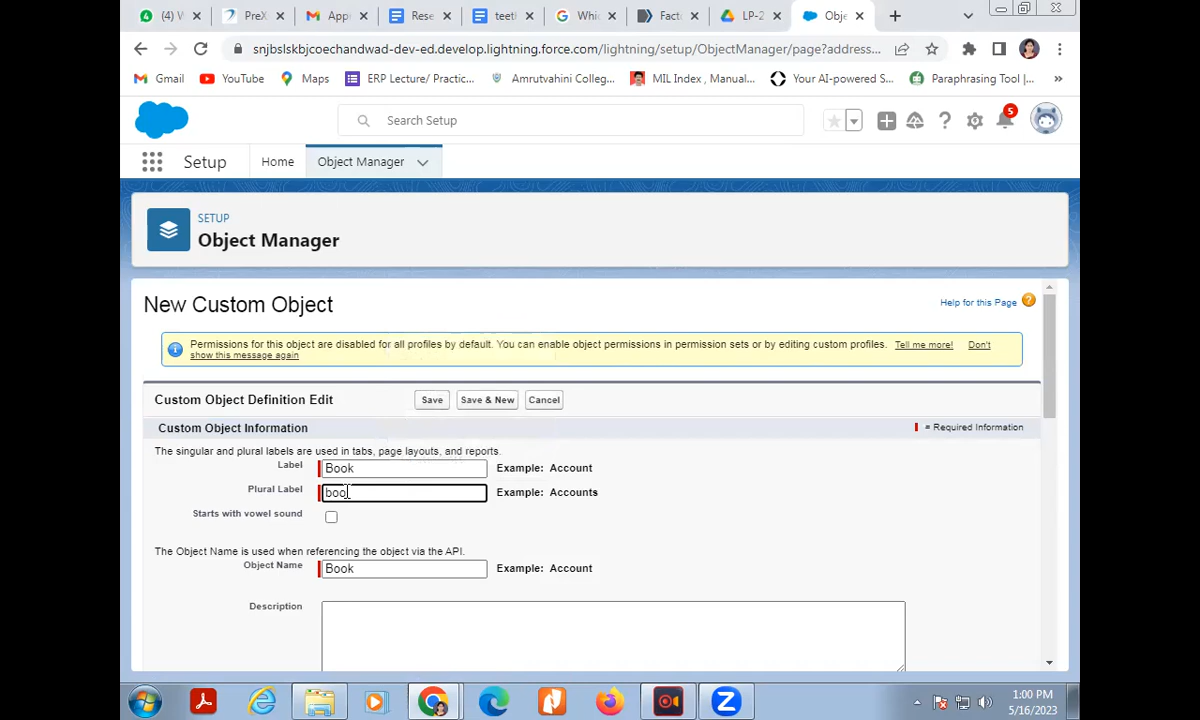 (4) W
PreX
Appr
Rese
teeth
Whic
Facto
LP-2
Obje
snjbslskbjcoechandwad-dev-ed.develop.lightning.force.com/lightning/setup/ObjectManager/page?address...
Gmail
YouTube
Maps
ERP Lecture/ Practic...
Amrutvahini Colleg...
MIL Index , Manual...
Your AI-powered S...
Paraphrasing Tool |...
»
Search Setup
5
Setup
Home
Object Manager
SETUP
Object Manager
New Custom Object
Help for this Page
Permissions for this object are disabled for all profiles by default. You can enable object permissions in permission sets or by editing custom profiles. Tell me more! Don't
show this message again
Custom Object Definition Edit
Save
Save & New
Cancel
Custom Object Information
= Required Information
The singular and plural labels are used in tabs, page layouts, and reports.
Label Book Example: Account
Plural Label boo Example: Accounts
Starts with vowel sound
The Object Name is used when referencing the object via the API.
Object Name Book Example: Account
Description
1:00 PM
5/16/2023